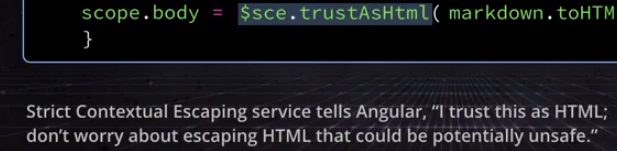 scope.body = $sce.trustAsHtml( markdown.toHTM
}
Strict Contextual Escaping service tells Angular, “I trust this as HTML;
don’t worry about escaping HTML that could be potentially unsafe.”